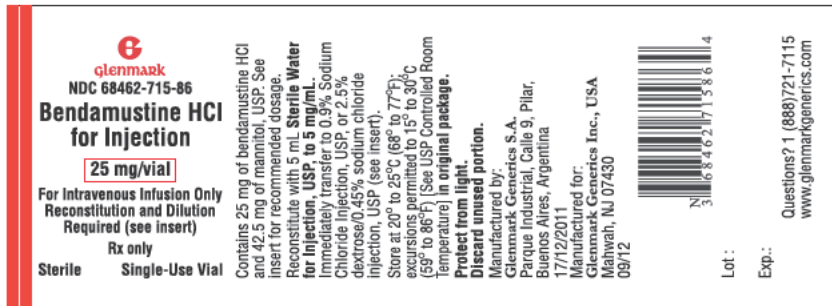 glenmark
NDC 68462-715-86
Bendamustine HCl
for Injection
25 mg/vial
For Intravenous Infusion Only
Reconstitution and Dilution
Required (see insert)
Rx only
Sterile Single-Use Vial
Contains 25 mg of bendamustine HCl
and 42.5 mg of mannitol, USP. See
insert for recommended dosage.
Reconstitute with 5 mL Sterile Water
for Injection, USP, to 5 mg/mL..
Immediately transfer to 0.9% Sodium
Chloride Injection, USP, or 2.5%
dextrose/0.45% sodium chloride
injection, USP (see insert).
Store at 20° to 25°C (68° to 77°F);
excursions permitted to 15° to 30°C
(59° to 86°F) [See USP Controlled Room
Temperature] in original package.
Protect from light.
Discard unused portion.
Manufactured by:
Glenmark Generics S.A.
Parque Industrial, Calle 9, Pilar,
Buenos Aires, Argentina
17/12/2011
Manufactured for:
Glenmark Generics Inc., USA
Mahwah, NJ 07430
09/12
N
3 68462 71586 4
Lot :
Exp.:
Questions? 1 (888)721-7115
www.glenmarkgenerics.com